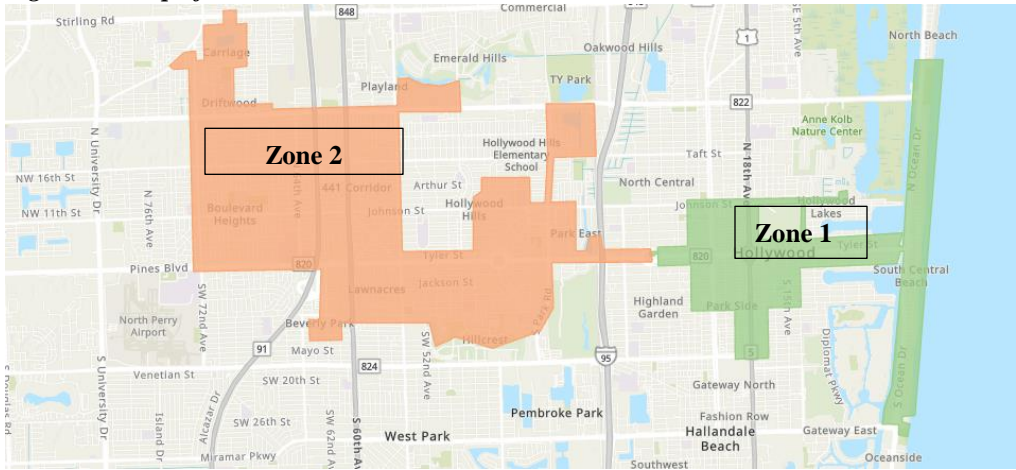 Stirling Rd
848
Commercial
SE 5th Ave
North Beach
Carriage
Emerald Hills
Oakwood Hills
1
Playland
TY Park
Driftwood
822
Anne Kolb
Nature Center
N University Dr
Zone 2
Hollywood Hills
Elementary
School
Taft St
N 18th Ave
N Ocean Dr
NW 16th St
N 76th Ave
441 Corridor
Arthur St
North Central
NW 11th St
Boulevard
Heights
Johnson St
Hollywood
Hills
Johnson St
Hollywood
Lakes
Park East
Zone 1
Tyler St
Hollywood
Pines Blvd
820
Tyler St
820
South Central
Beach
SW 72nd Ave
Lawnacres
Jackson St
S Park Rd
Highland
Garden
Park Side
S 15th Ave
North Perry
Airport
Beverly Park
Hillcrest
91
Mayo St
SW 52nd Ave
95
5
Diplomat Pkwy
S Ocean Dr
Venetian St
824
SW 20th St
S University Dr
Gateway North
Island Dr
Alcazar Dr
SW 62nd Ave
S 60th Av
Pembroke Park
Fashion Row
SW 26th St
West Park
Hallandale
Beach
Gateway East
Miramar Pkwy
Southwest
Oceanside